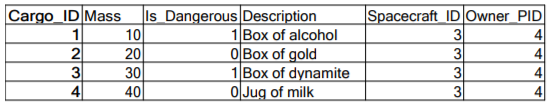 Cargo_ID Mass Is_Dangerous Description Spacecraft_ID Owner_PID
1 10 1 Box of alcohol 3 4
2 20 0 Box of gold 3 4
3 30 1 Box of dynamite 3 4
4 40 0 Jug of milk 3 4